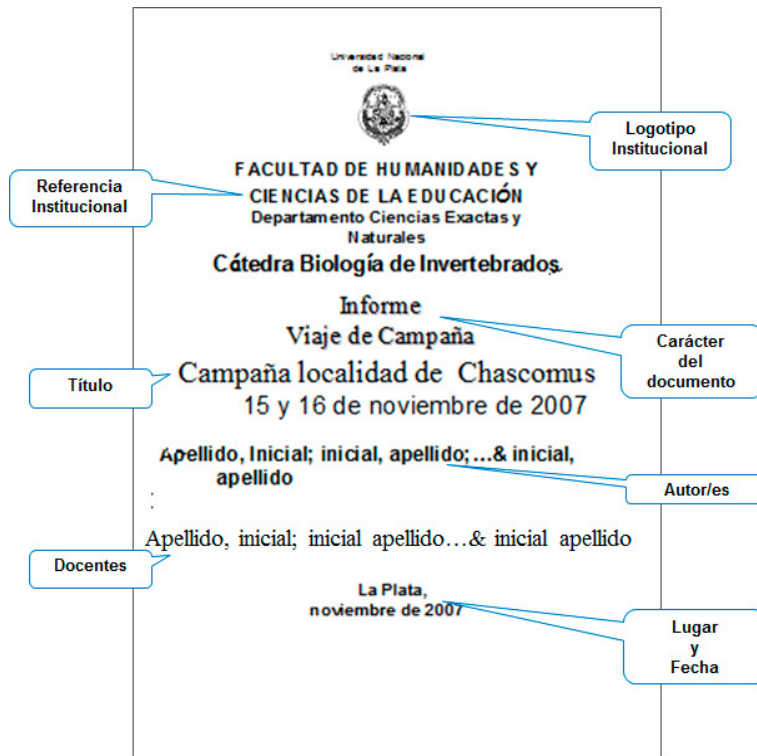 Universidad Nacional
de La Plata
Logotipo
Institucional
FACULTAD DE HUMANIDADES Y
CIENCIAS DE LA EDUCACIÓN
Referencia
Institucional
Departamento Ciencias Exactas y
Naturales
Cátedra Biología de Invertebrados.
Informe
Viaje de Campaña
Carácter
del
documento
Título
Campaña localidad de Chascomus
15 y 16 de noviembre de 2007
Apellido, Inicial; inicial, apellido;...& inicial,
apellido
:
Autor/es
Apellido, inicial; inicial apellido…& inicial apellido
Docentes
La Plata,
noviembre de 2007
Lugar
y
Fecha